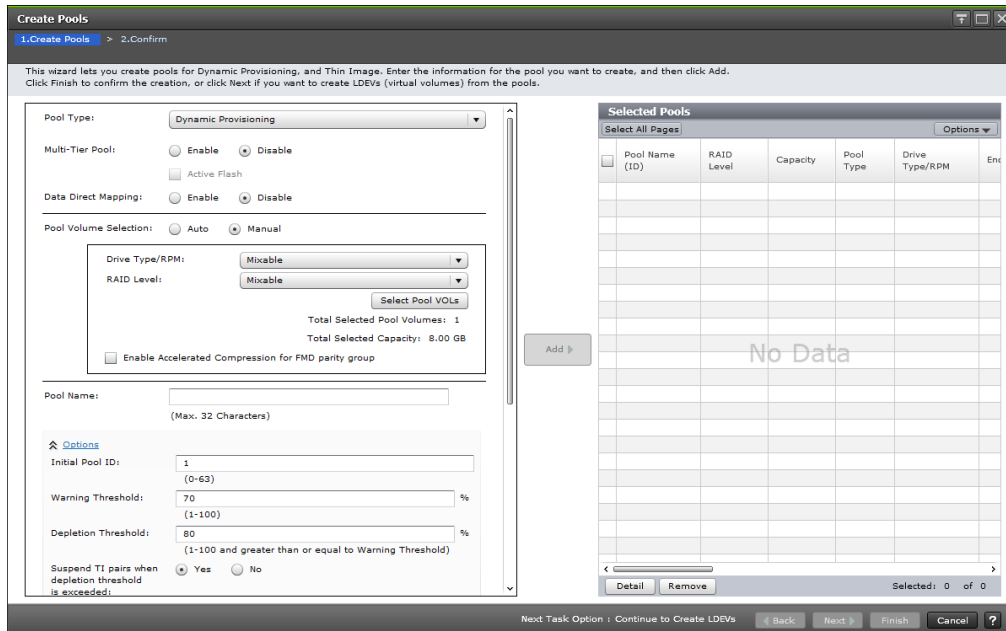 Create Pools
1.Create Pools > 2.Confirm
This wizard lets you create pools for Dynamic Provisioning, and Thin Image. Enter the information for the pool you want to create, and then click Add.
Click Finish to confirm the creation, or click Next if you want to create LDEVs (virtual volumes) from the pools.
Pool Type: Dynamic Provisioning
Multi-Tier Pool: Enable Disable
Active Flash
Data Direct Mapping: Enable Disable
Pool Volume Selection: Auto Manual
Drive Type/RPM: Mixable
RAID Level: Mixable
Select Pool VOLs
Total Selected Pool Volumes: 1
Total Selected Capacity: 8.00 GB
Enable Accelerated Compression for FMD parity group
Pool Name:
(Max. 32 Characters)
Options
Initial Pool ID: 1
(0-63)
Warning Threshold: 70 %
(1-100)
Depletion Threshold: 80 %
(1-100 and greater than or equal to Warning Threshold)
Suspend TI pairs when Yes No
depletion threshold
is exceeded:
Add
Selected Pools
Select All Pages Options
Pool Name (ID) RAID Level Capacity Pool Type Drive Type/RPM Enc
No Data
Detail Remove Selected: 0 of 0
Next Task Option : Continue to Create LDEVs Back Next Finish Cancel ?